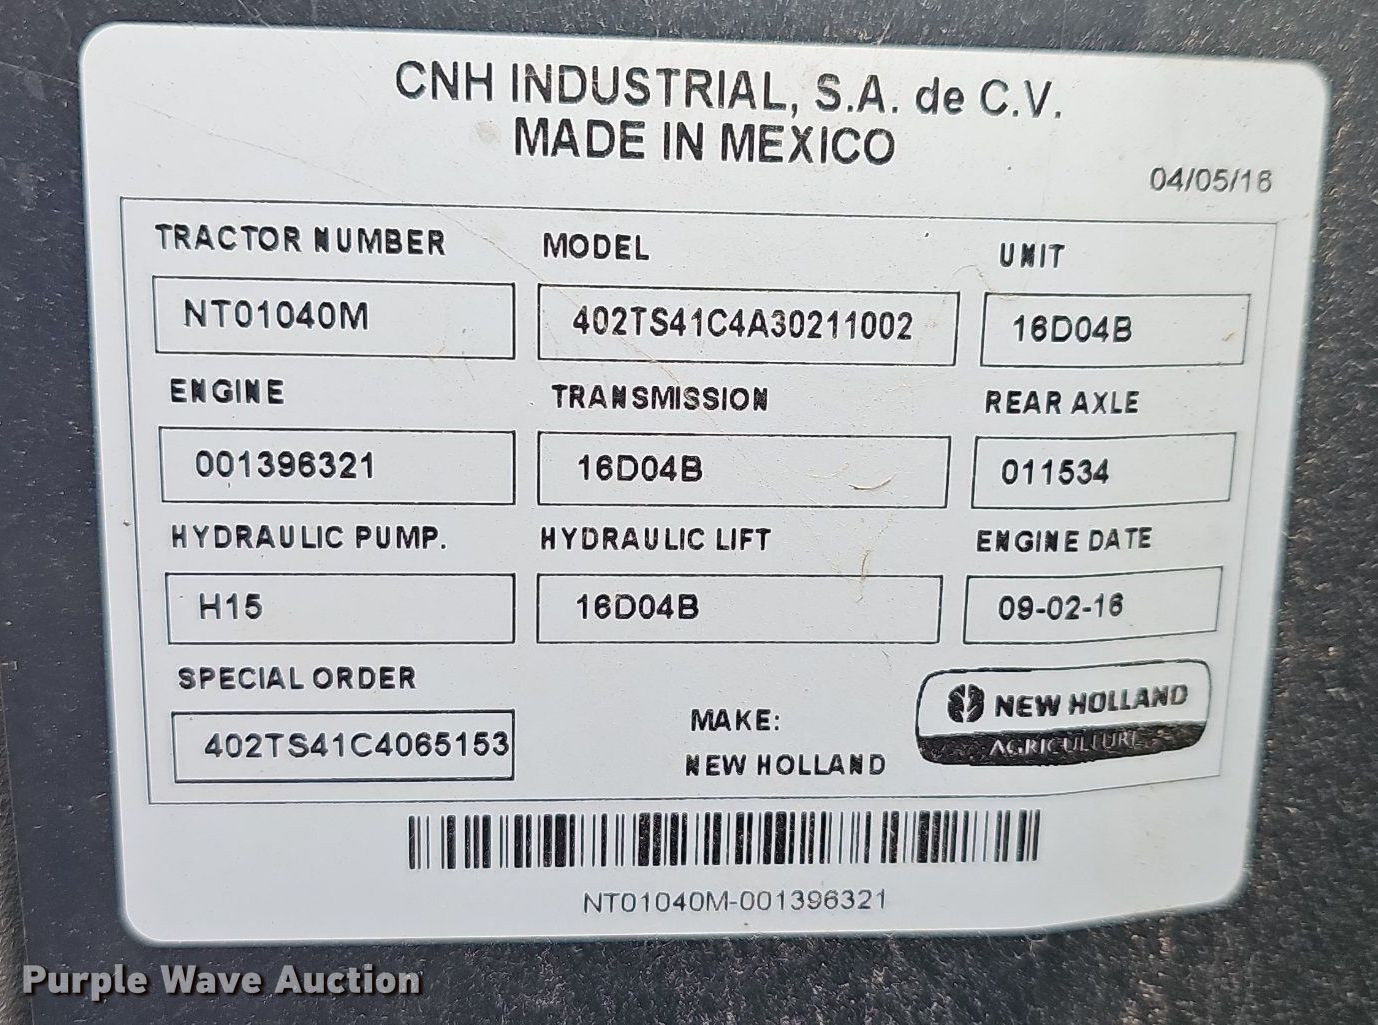 CNH INDUSTRIAL, S.A. de C.V.
MADE IN MEXICO
04/05/16
TRACTOR NUMBER MODEL UNIT
NT01040M 402TS41C4A30211002 16D04B
ENGINE TRANSMISSION REAR AXLE
001396321 16D04B 011534
HYDRAULIC PUMP. HYDRAULIC LIFT ENGINE DATE
H15 16D04B 09-02-16
SPECIAL ORDER
402TS41C4065153
MAKE:
NEW HOLLAND
NEW HOLLAND
AGRICULTURE
NT01040M-001396321
Purple Wave Auction